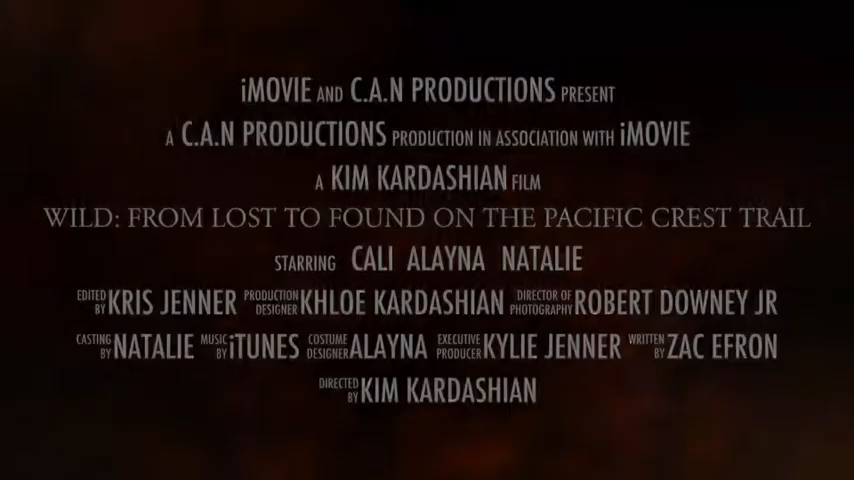 iMOVIE AND C.A.N PRODUCTIONS PRESENT
A C.A.N PRODUCTIONS PRODUCTION IN ASSOCIATION WITH iMOVIE
A KIM KARDASHIAN FILM
WILD: FROM LOST TO FOUND ON THE PACIFIC CREST TRAIL
STARRING CALI ALAYNA NATALIE
EDITED BY KRIS JENNER PRODUCTION DESIGNER KHLOE KARDASHIAN DIRECTOR OF PHOTOGRAPHY ROBERT DOWNEY JR
CASTING BY NATALIE MUSIC BY iTUNES COSTUME DESIGNER ALAYNA EXECUTIVE PRODUCER KYLIE JENNER WRITTEN BY ZAC EFRON
DIRECTED BY KIM KARDASHIAN